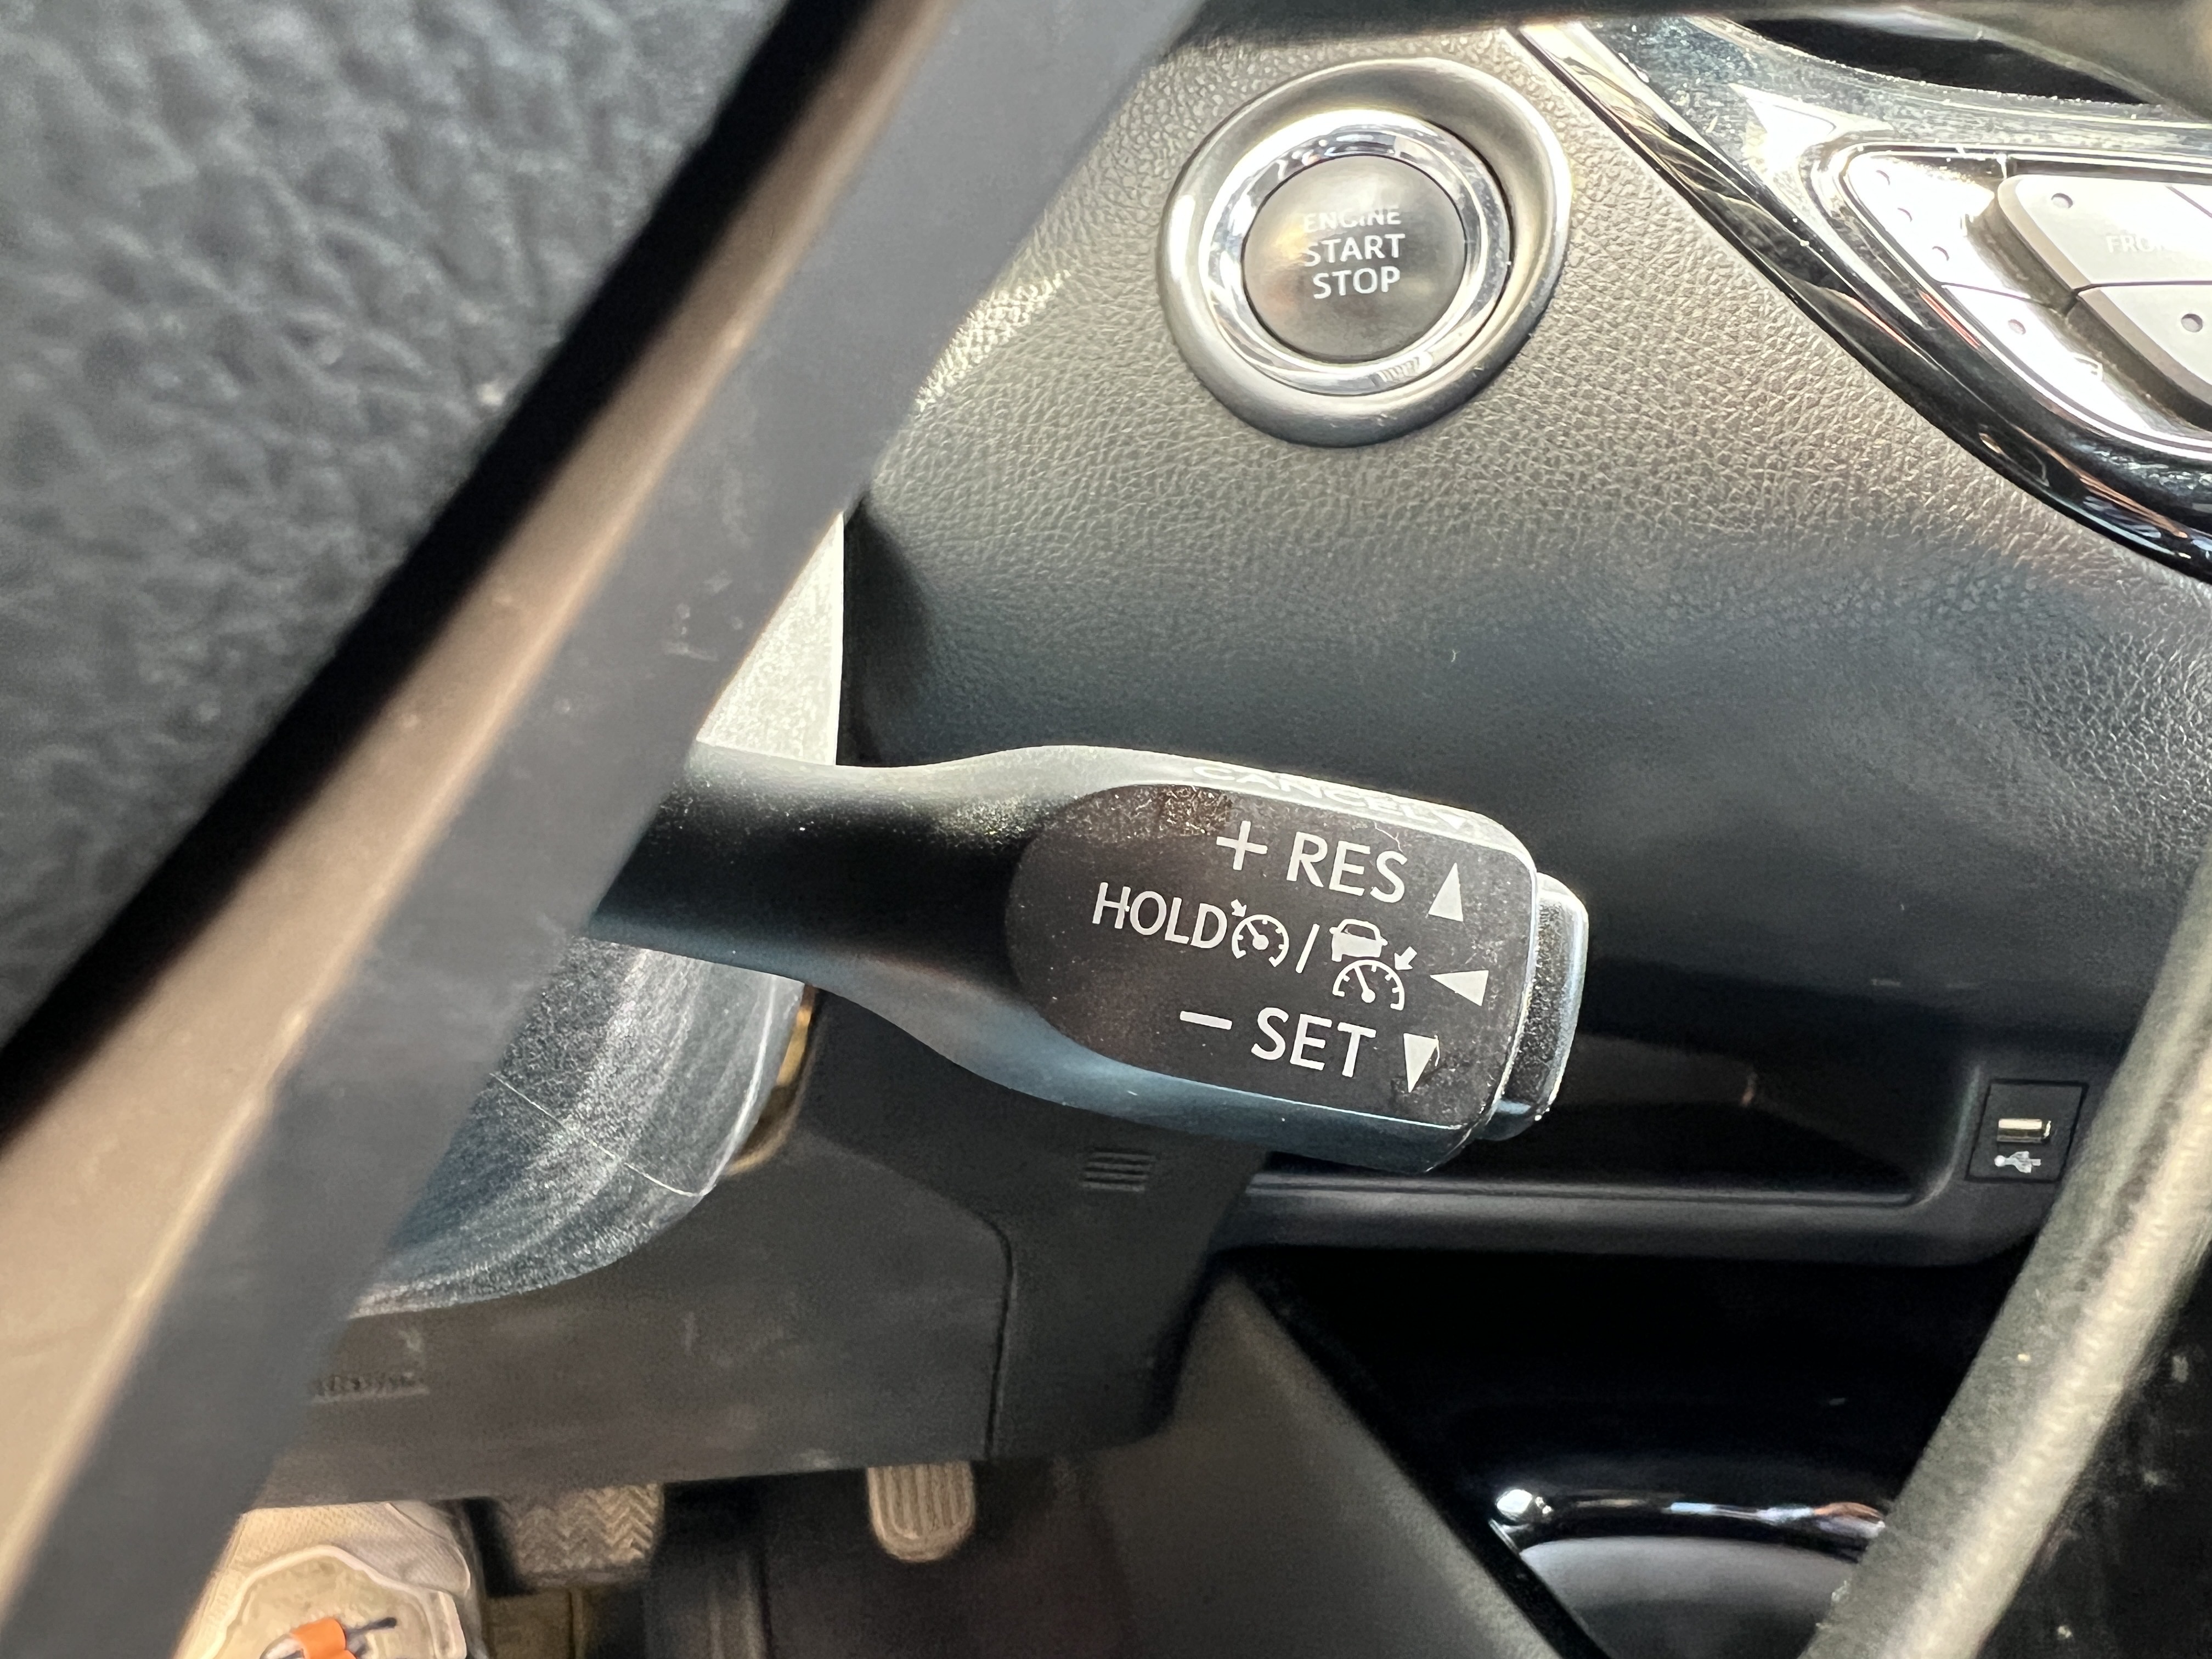 ENGINE
START
STOP
CANCEL
+ RES
HOLD /
– SET